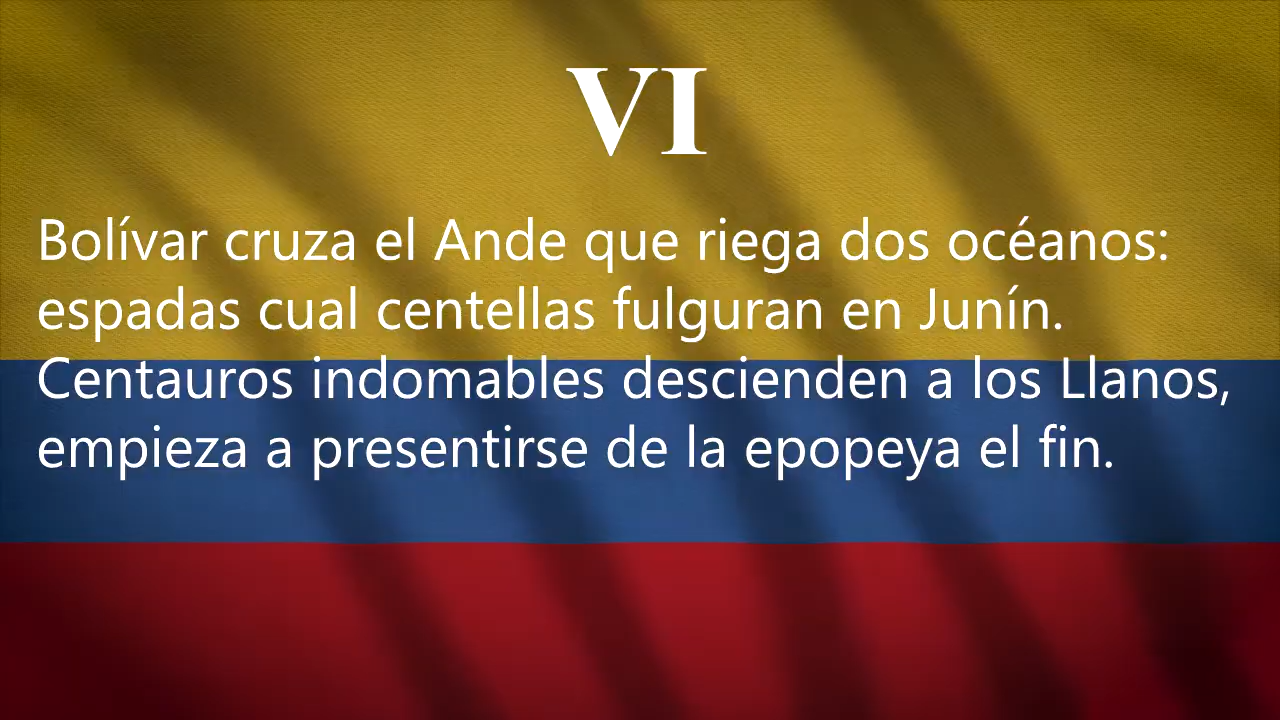 VI
Bolívar cruza el Ande que riega dos océanos:
espadas cual centellas fulguran en Junín.
Centauros indomables descienden a los Llanos,
empieza a presentirse de la epopeya el fin.